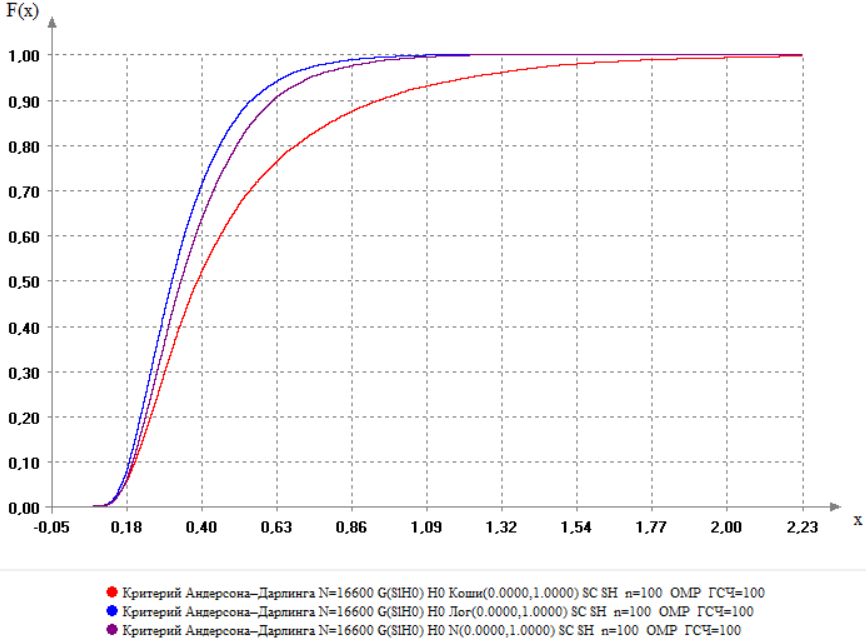 F(x)
1,00
0,90
0,80
0,70
0,60
0,50
0,40
0,30
0,20
0,10
0,00
-0,05 0,18 0,40 0,63 0,86 1,09 1,32 1,54 1,77 2,00 2,23
x
Критерий Андерсона–Дарлинга N=16600 G(S|H0) H0 Коши(0.0000,1.0000) SC SH n=100 ОМР ГСЧ=100
Критерий Андерсона–Дарлинга N=16600 G(S|H0) H0 Лог(0.0000,1.0000) SC SH n=100 ОМР ГСЧ=100
Критерий Андерсона–Дарлинга N=16600 G(S|H0) H0 N(0.0000,1.0000) SC SH n=100 ОМР ГСЧ=100